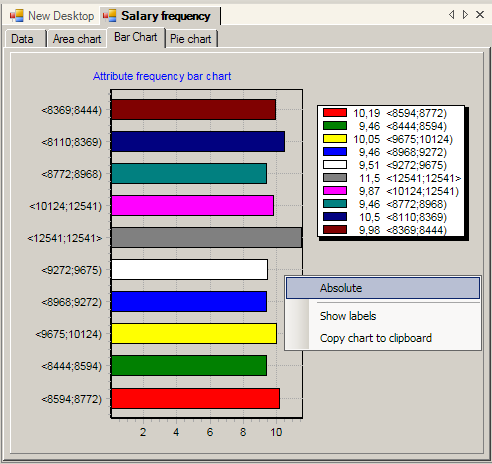 New Desktop Salary frequency
Data Area chart Bar Chart Pie chart
Attribute frequency bar chart
<8369;8444)
<8110;8369)
<8772;8968)
<10124;12541)
<12541;12541>
<9272;9675)
<8968;9272)
<9675;10124)
<8444;8594)
<8594;8772)
2 4 6 8 10
10,19 <8594;8772)
9,46 <8444;8594)
10,05 <9675;10124)
9,46 <8968;9272)
9,51 <9272;9675)
11,5 <12541;12541>
9,87 <10124;12541)
9,46 <8772;8968)
10,5 <8110;8369)
9,98 <8369;8444)
Absolute
Show labels
Copy chart to clipboard